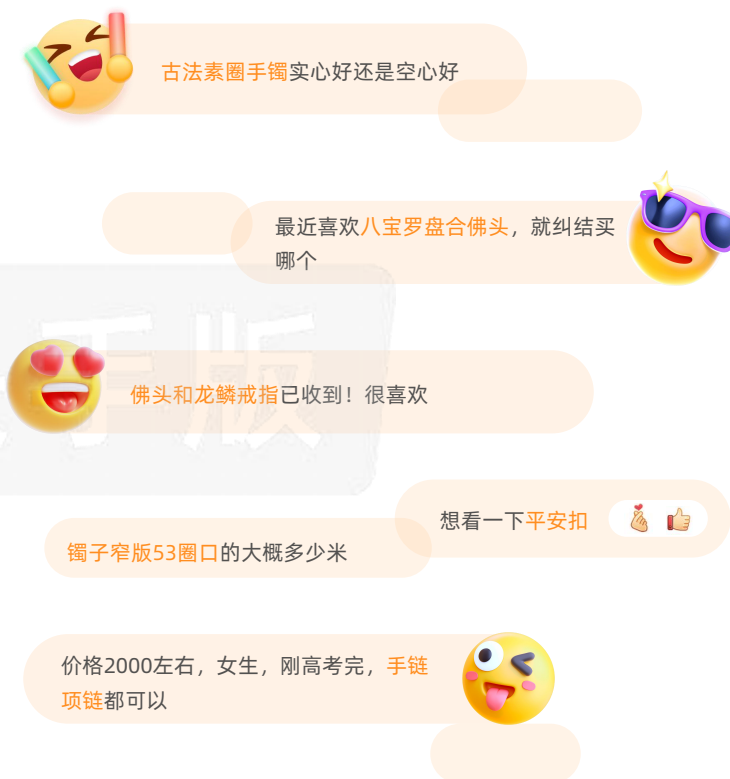 古法素圈手镯实心好还是空心好
最近喜欢八宝罗盘合佛头，就纠结买
哪个
手版
佛头和龙鳞戒指已收到！很喜欢
想看一下平安扣
镯子窄版53圈口的大概多少米
价格2000左右，女生，刚高考完，手链
项链都可以